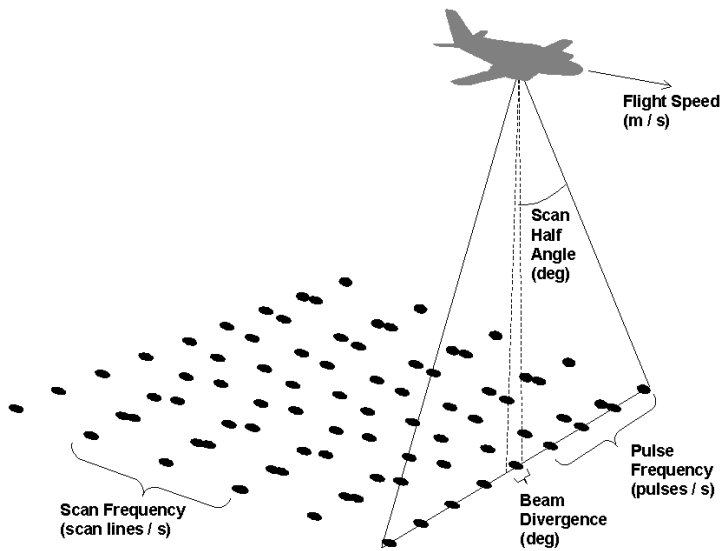 Flight Speed
(m / s)
Scan
Half
Angle
(deg)
Pulse
Frequency
(pulses / s)
Scan Frequency
(scan lines / s)
Beam
Divergence
(deg)